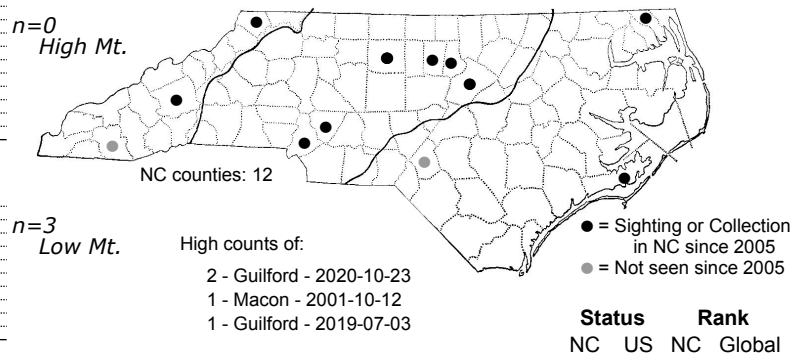 n=0
High Mt.
NC counties: 12
n=3
Low Mt.
High counts of:
2 - Guilford - 2020-10-23
1 - Macon - 2001-10-12
1 - Guilford - 2019-07-03
● = Sighting or Collection
in NC since 2005
● = Not seen since 2005
Status Rank
NC US NC Global